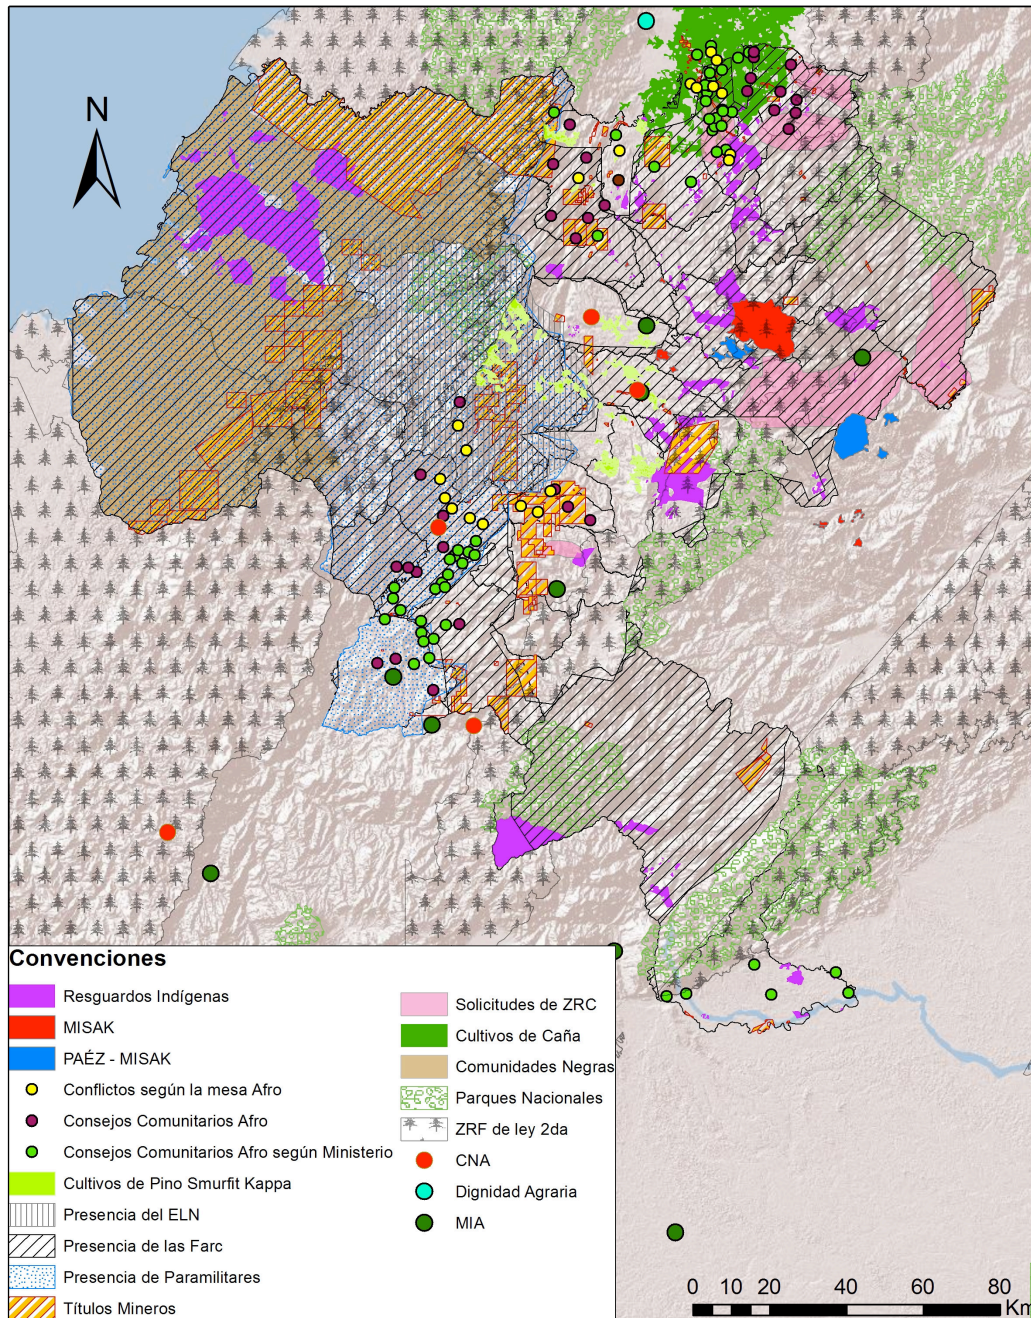 N
Convenciones
Resguardos Indígenas
MISAK
PAÉZ - MISAK
Conflictos según la mesa Afro
Consejos Comunitarios Afro
Consejos Comunitarios Afro según Ministerio
Cultivos de Pino Smurfit Kappa
Presencia del ELN
Presencia de las Farc
Presencia de Paramilitares
Títulos Mineros
Solicitudes de ZRC
Cultivos de Caña
Comunidades Negras
Parques Nacionales
ZRF de ley 2da
CNA
Dignidad Agraria
MIA
0 10 20 40 60 80
Km